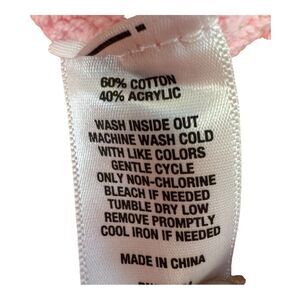 60% COTTON
40% ACRYLIC
WASH INSIDE OUT
MACHINE WASH COLD
WITH LIKE COLORS
GENTLE CYCLE
ONLY NON-CHLORINE
BLEACH IF NEEDED
TUMBLE DRY LOW
REMOVE PROMPTLY
COOL IRON IF NEEDED
MADE IN CHINA